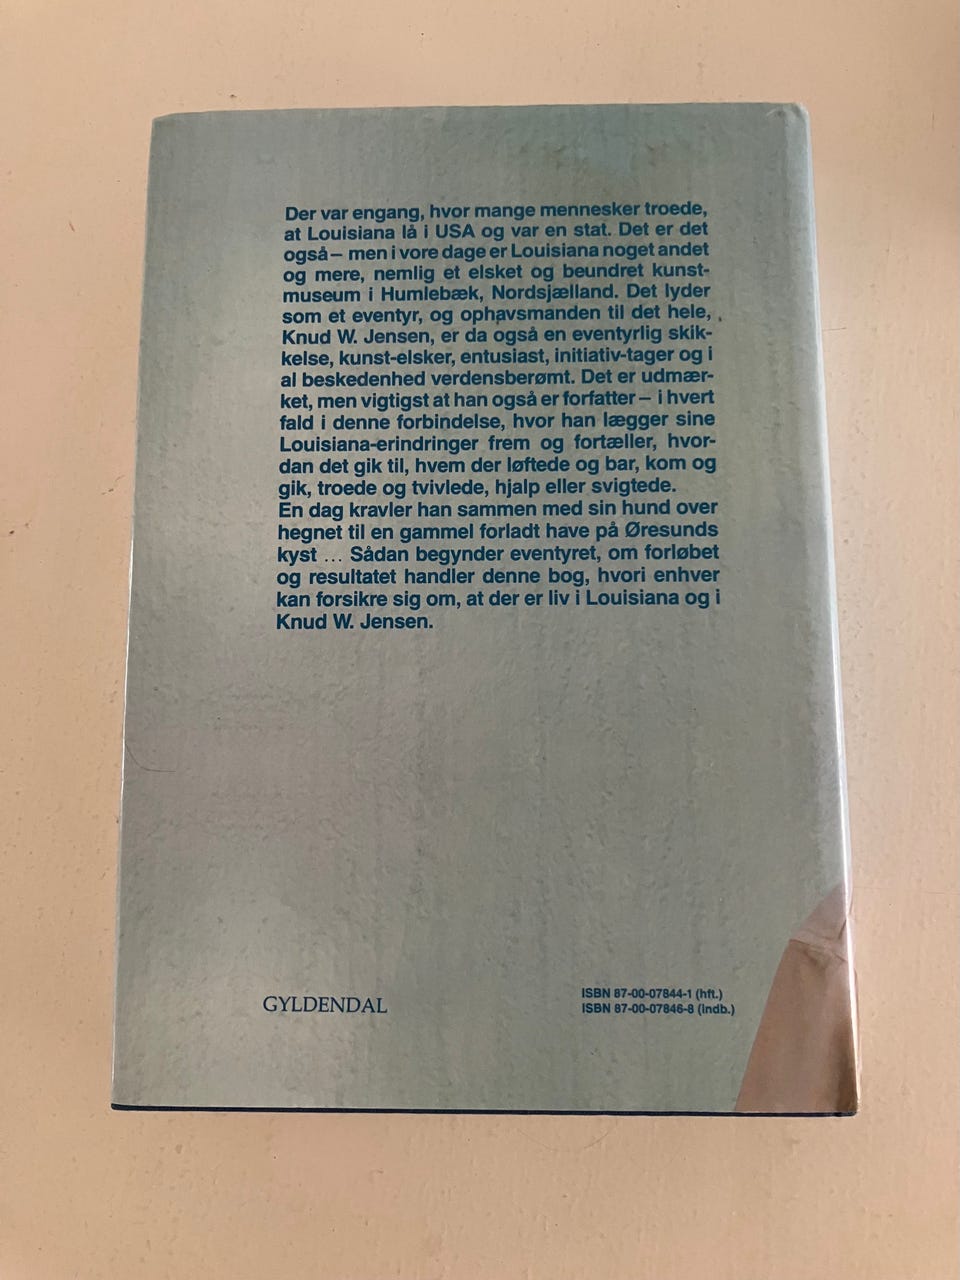 Der var engang, hvor mange mennesker troede,
at Louisiana lå i USA og var en stat. Det er det
også – men i vore dage er Louisiana noget andet
og mere, nemlig et elsket og beundret kunst-
museum i Humlebæk, Nordsjælland. Det lyder
som et eventyr, og ophavsmanden til det hele,
Knud W. Jensen, er da også en eventyrlig skik-
kelse, kunst-elsker, entusiast, initiativ-tager og i
al beskedenhed verdensberømt. Det er udmær-
ket, men vigtigst at han også er forfatter – i hvert
fald i denne forbindelse, hvor han lægger sine
Louisiana-erindringer frem og fortæller, hvor-
dan det gik til, hvem der løftede og bar, kom og
gik, troede og tvivlede, hjalp eller svigtede.
En dag kravler han sammen med sin hund over
hegnet til en gammel forladt have på Øresunds
kyst ... Sådan begynder eventyret, om forløbet
og resultatet handler denne bog, hvori enhver
kan forsikre sig om, at der er liv i Louisiana og i
Knud W. Jensen.
GYLDENDAL
ISBN 87-00-07844-1 (hft.)
ISBN 87-00-07846-8 (indb.)